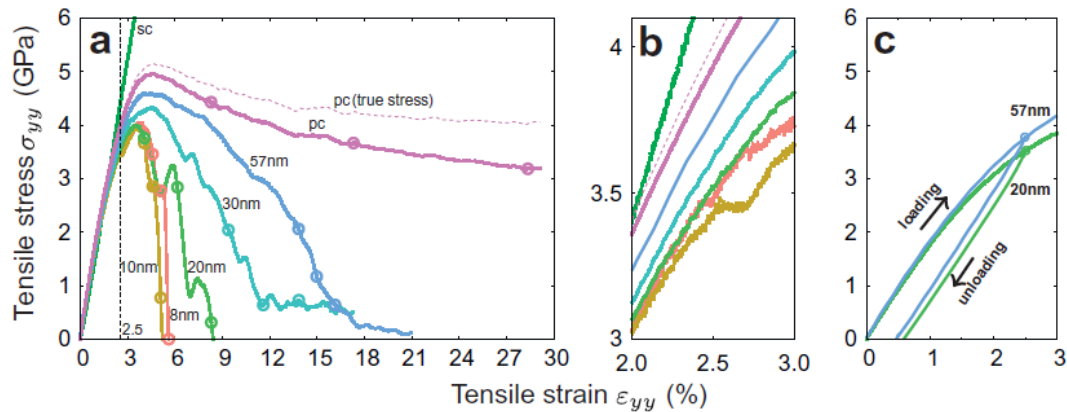 Tensile stress σyy (GPa)
6
5
4
3
2
1
0
a
sc
pc (true stress)
pc
57nm
30nm
20nm
10nm
8nm
2.5
0 3 6 9 12 15 18 21 24 27 30
b
4
3.5
3
2.0 2.5 3.0
c
6
5
4
3
2
1
0
57nm
20nm
loading
unloading
0 1 2 3
Tensile strain εyy (%)